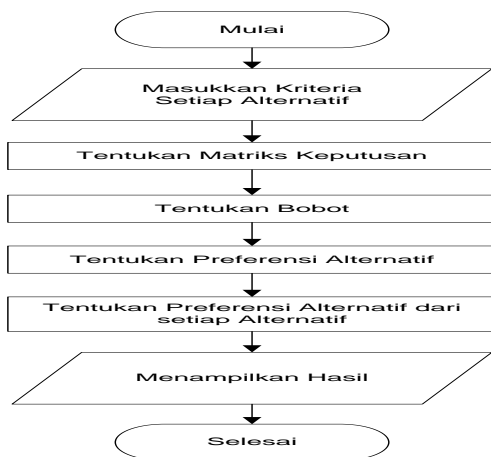 Mulai
Masukkan Kriteria
Setiap Alternatif
Tentukan Matriks Keputusan
Tentukan Bobot
Tentukan Preferensi Alternatif
Tentukan Preferensi Alternatif dari
setiap Alternatif
Menampilkan Hasil
Selesai